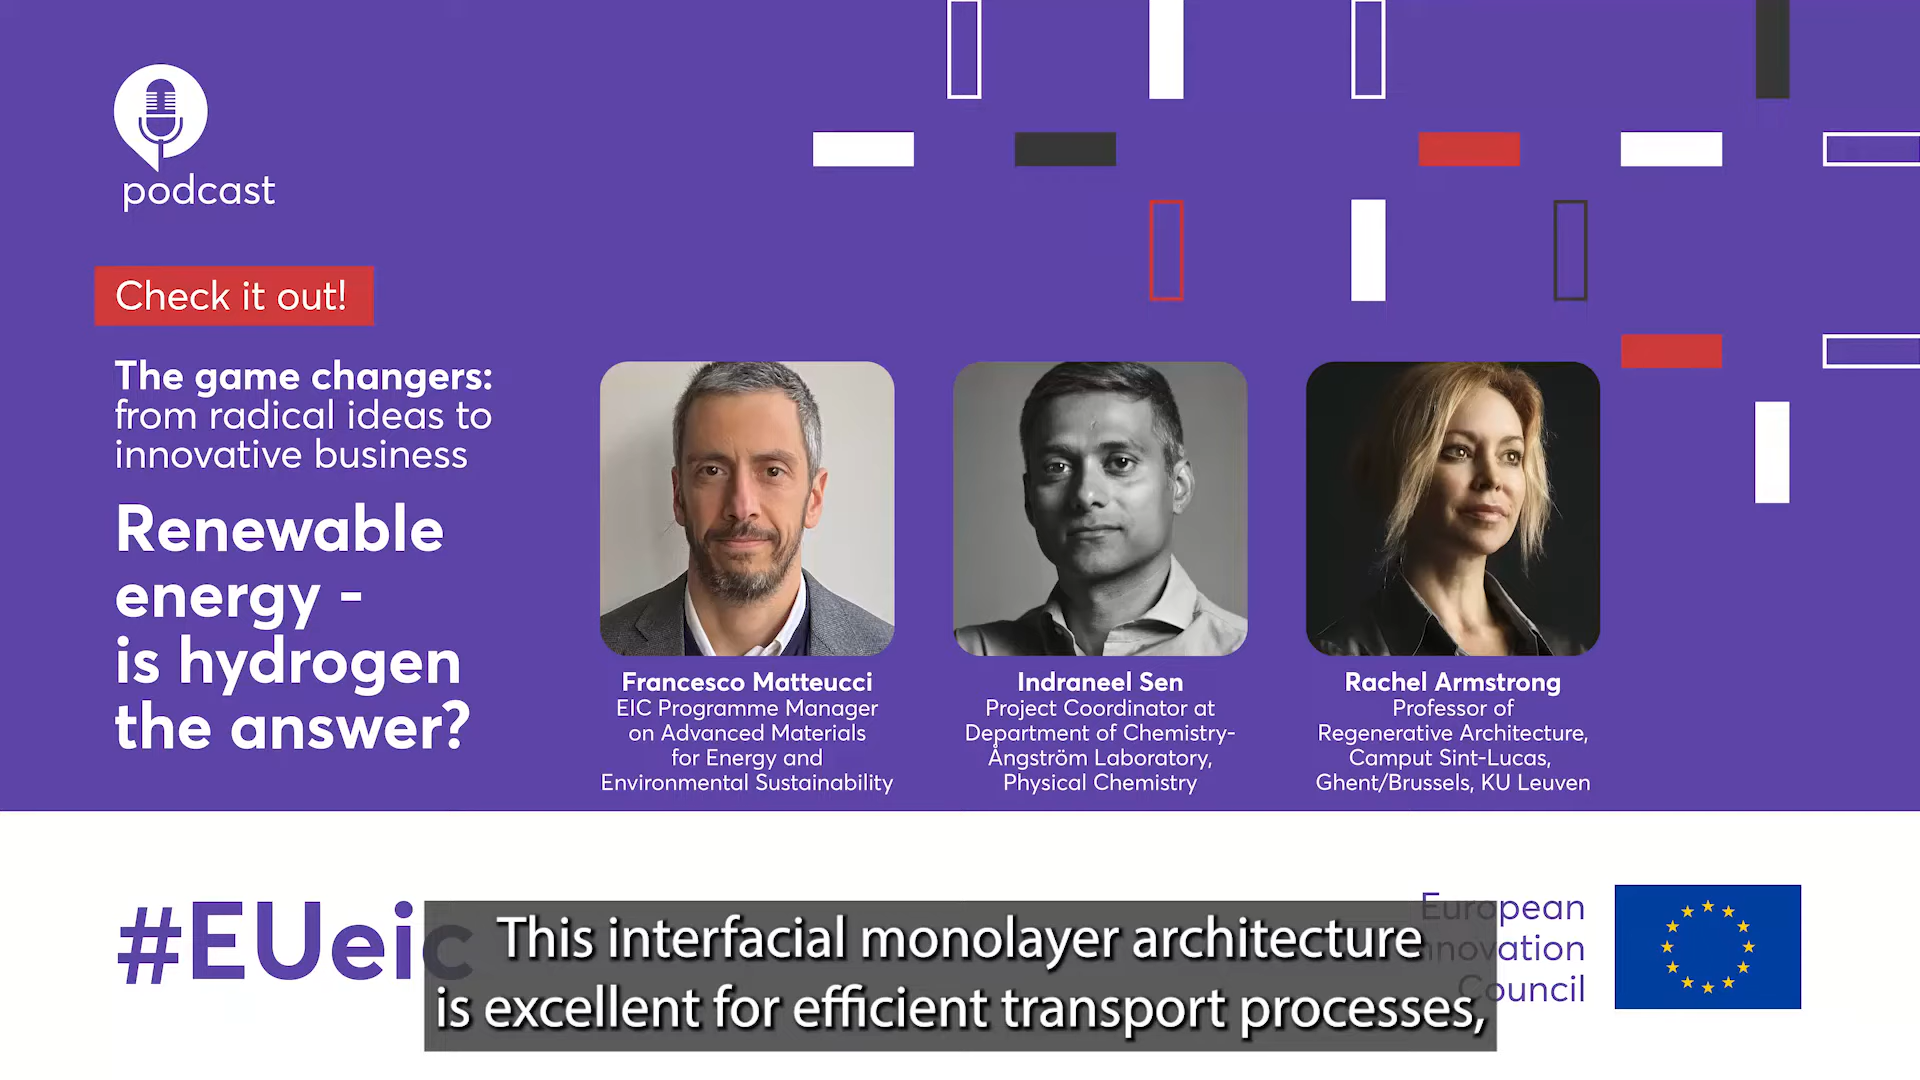 podcast
Check it out!
The game changers:
from radical ideas to
innovative business
Renewable
energy -
is hydrogen
the answer?
Francesco Matteucci
EIC Programme Manager
on Advanced Materials
for Energy and
Environmental Sustainability
Indraneel Sen
Project Coordinator at
Department of Chemistry-
Ångström Laboratory,
Physical Chemistry
Rachel Armstrong
Professor of
Regenerative Architecture,
Camput Sint-Lucas,
Ghent/Brussels, KU Leuven
#EUeic
European
Innovation
Council
This interfacial monolayer architecture
is excellent for efficient transport processes,